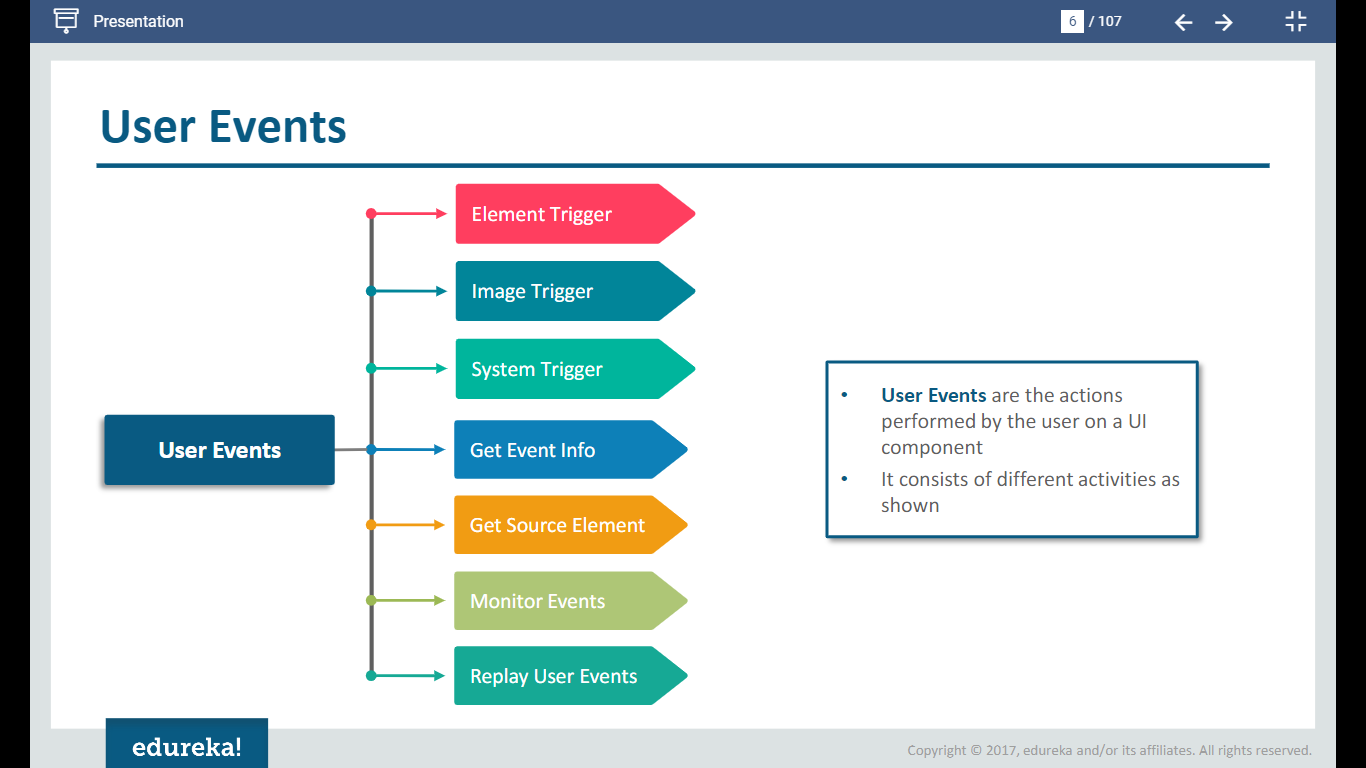 Presentation
6 / 107
User Events
Element Trigger
Image Trigger
System Trigger
User Events
Get Event Info
Get Source Element
Monitor Events
Replay User Events
• User Events are the actions
performed by the user on a UI
component
• It consists of different activities as
shown
edureka!
Copyright © 2017, edureka and/or its affiliates. All rights reserved.